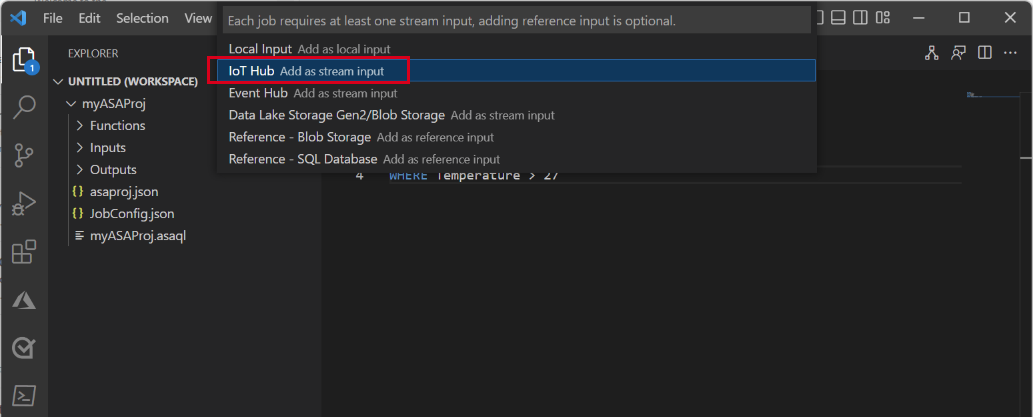 File Edit Selection View
Each job requires at least one stream input, adding reference input is optional.
Local Input Add as local input
IoT Hub Add as stream input
Event Hub Add as stream input
Data Lake Storage Gen2/Blob Storage Add as stream input
Reference - Blob Storage Add as reference input
Reference - SQL Database Add as reference input
EXPLORER
UNTITLED (WORKSPACE)
myASAProj
Functions
Inputs
Outputs
{} asaproj.json
{} JobConfig.json
myASAProj.asaql
1
4 WHERE Temperature > 27